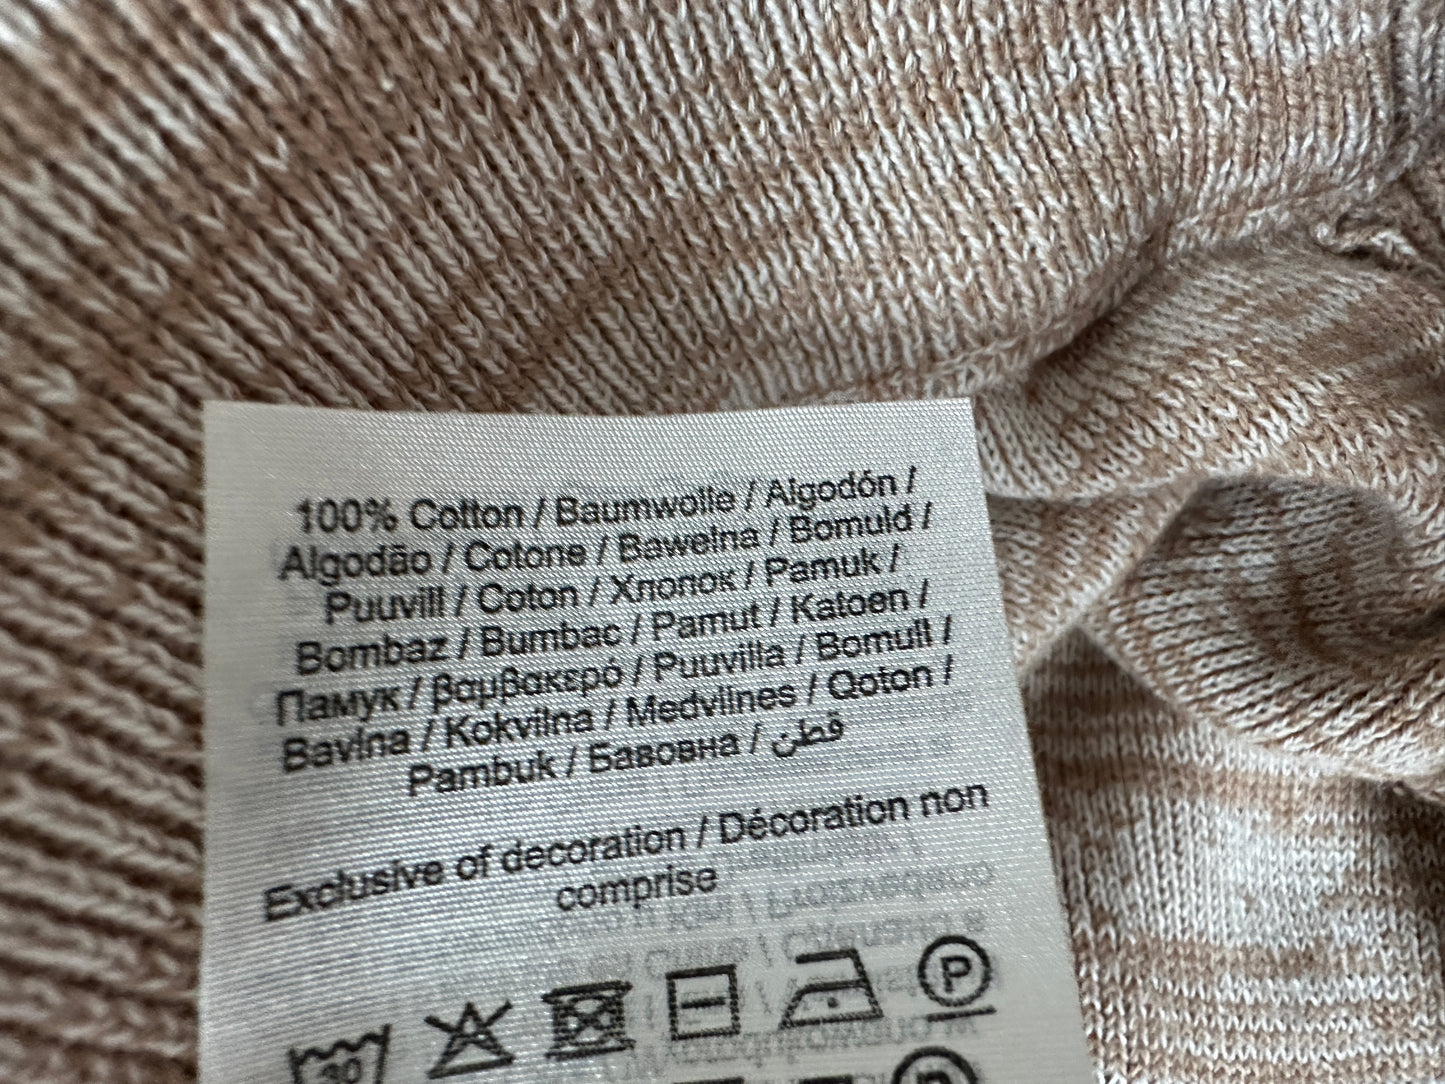 100% Cotton / Baumwolle / Algodón /
Algodão / Cotone / Bawełna / Bomuld /
Puuvill / Coton / Хлопок / Pamuk /
Bombaz / Bumbac / Pamut / Katoen /
Памук / βαμβακερό / Puuvilla / Bomull /
Bavlna / Kokvilna / Medvilnes / Qoton /
Pambuk / Бавовна / قطن
Exclusive of decoration / Décoration non
comprise
30 P